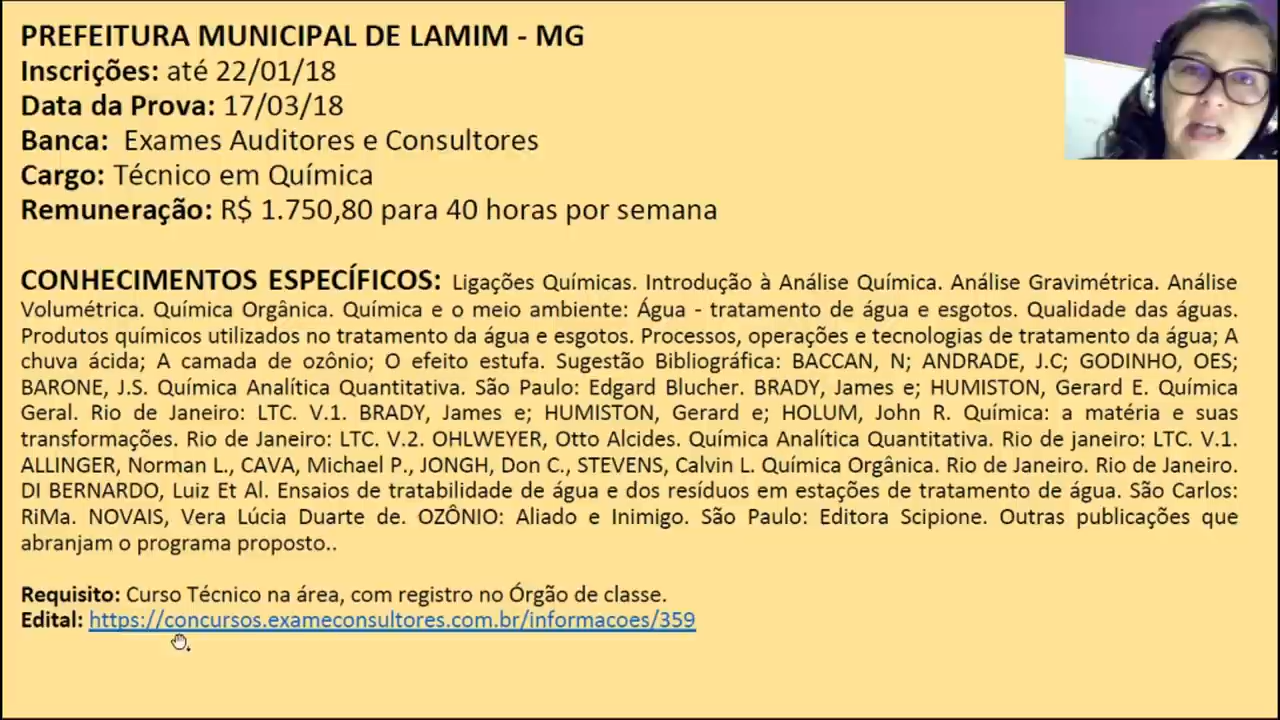 PREFEITURA MUNICIPAL DE LAMIM - MG
Inscrições: até 22/01/18
Data da Prova: 17/03/18
Banca: Exames Auditores e Consultores
Cargo: Técnico em Química
Remuneração: R$ 1.750,80 para 40 horas por semana
CONHECIMENTOS ESPECÍFICOS: Ligações Químicas. Introdução à Análise Química. Análise Gravimétrica. Análise
Volumétrica. Química Orgânica. Química e o meio ambiente: Água - tratamento de água e esgotos. Qualidade das águas.
Produtos químicos utilizados no tratamento da água e esgotos. Processos, operações e tecnologias de tratamento da água; A
chuva ácida; A camada de ozônio; O efeito estufa. Sugestão Bibliográfica: BACCAN, N; ANDRADE, J.C; GODINHO, OES;
BARONE, J.S. Química Analítica Quantitativa. São Paulo: Edgard Blucher. BRADY, James e; HUMISTON, Gerard E. Química
Geral. Rio de Janeiro: LTC. V.1. BRADY, James e; HUMISTON, Gerard e; HOLUM, John R. Química: a matéria e suas
transformações. Rio de Janeiro: LTC. V.2. OHLWEYER, Otto Alcides. Química Analítica Quantitativa. Rio de janeiro: LTC. V.1.
ALLINGER, Norman L., CAVA, Michael P., JONGH, Don C., STEVENS, Calvin L. Química Orgânica. Rio de Janeiro. Rio de Janeiro.
DI BERNARDO, Luiz Et Al. Ensaios de tratabilidade de água e dos resíduos em estações de tratamento de água. São Carlos:
RiMa. NOVAIS, Vera Lúcia Duarte de. OZÔNIO: Aliado e Inimigo. São Paulo: Editora Scipione. Outras publicações que
abranjam o programa proposto..
Requisito: Curso Técnico na área, com registro no Órgão de classe.
Edital: https://concursos.exameconsultores.com.br/informacoes/359